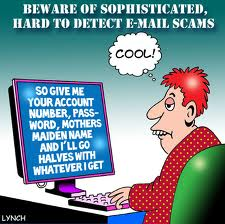 BEWARE OF SOPHISTICATED,
HARD TO DETECT E-MAIL SCAMS
COOL!
SO GIVE ME
YOUR ACCOUNT
NUMBER, PASS-
WORD, MOTHERS
MAIDEN NAME
AND I'LL GO
HALVES WITH
WHATEVER I GET
LYNCH